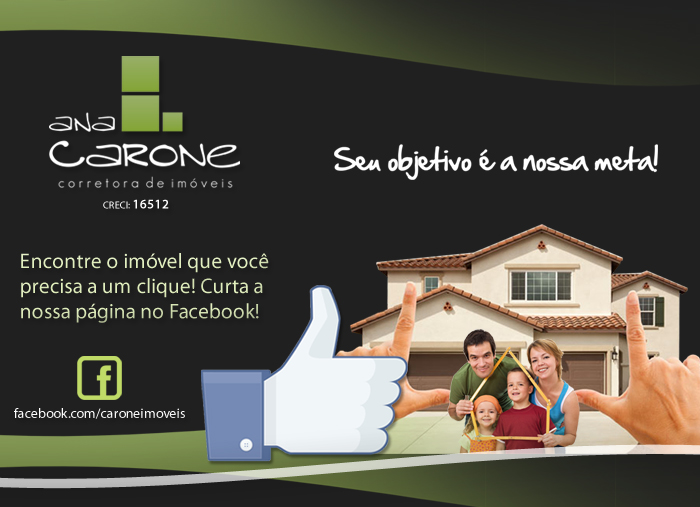 ana
carone
corretora de imóveis
CRECI: 16512
Seu objetivo é a nossa meta!
Encontre o imóvel que você
precisa a um clique! Curta a
nossa página no Facebook!
f
facebook.com/caroneimoveis